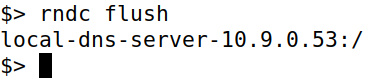 $> rndc flush
local-dns-server-10.9.0.53:/
$>